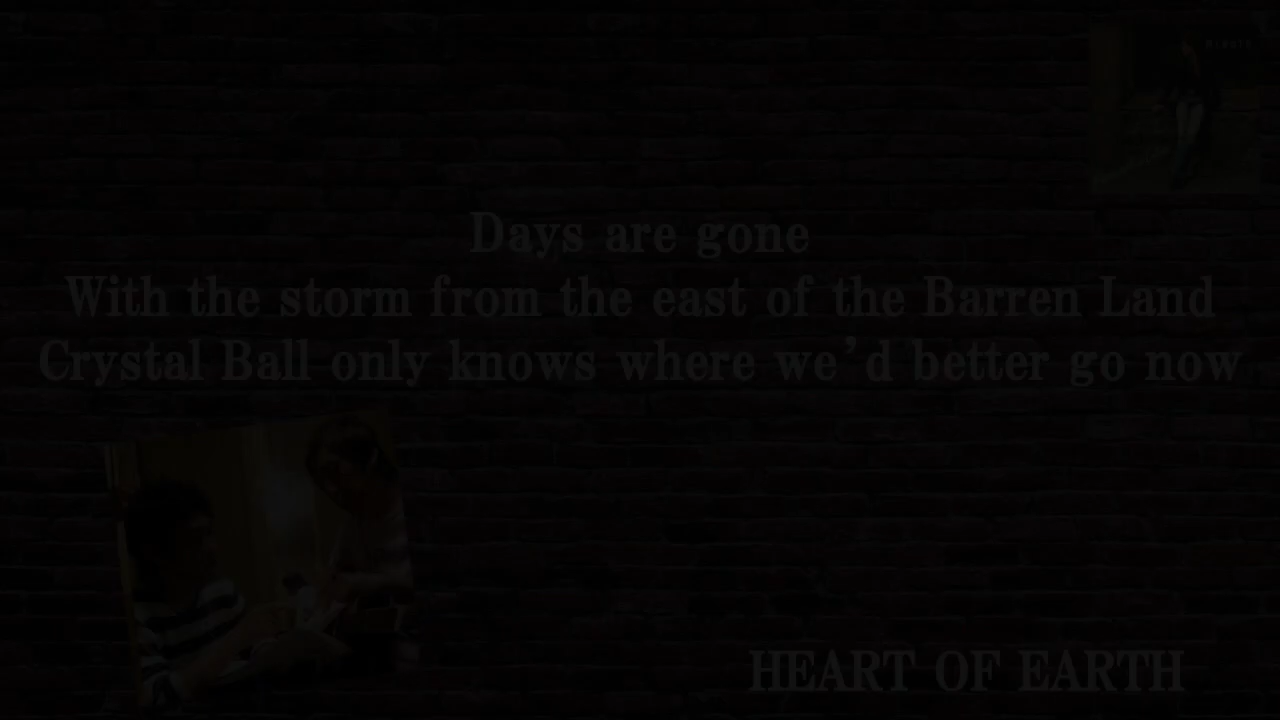 Days are gone
With the storm from the east of the Barren Land
Crystal Ball only knows where we’d better go now
HEART OF EARTH